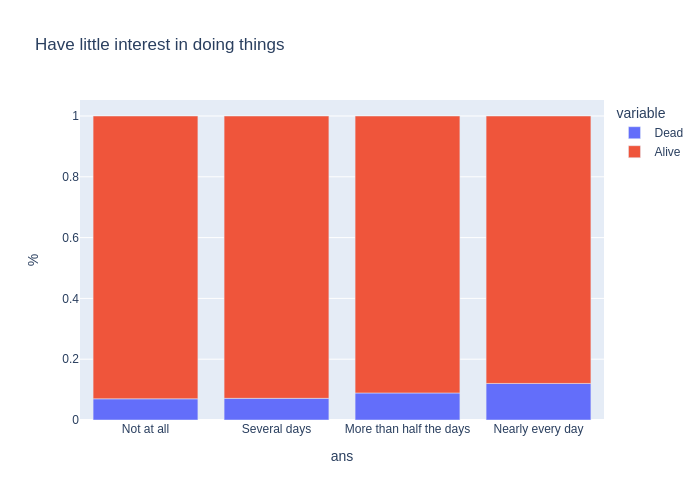 Have little interest in doing things
variable
Dead
Alive
1
0.8
0.6
0.4
0.2
0
%
Not at all
Several days
More than half the days
Nearly every day
ans